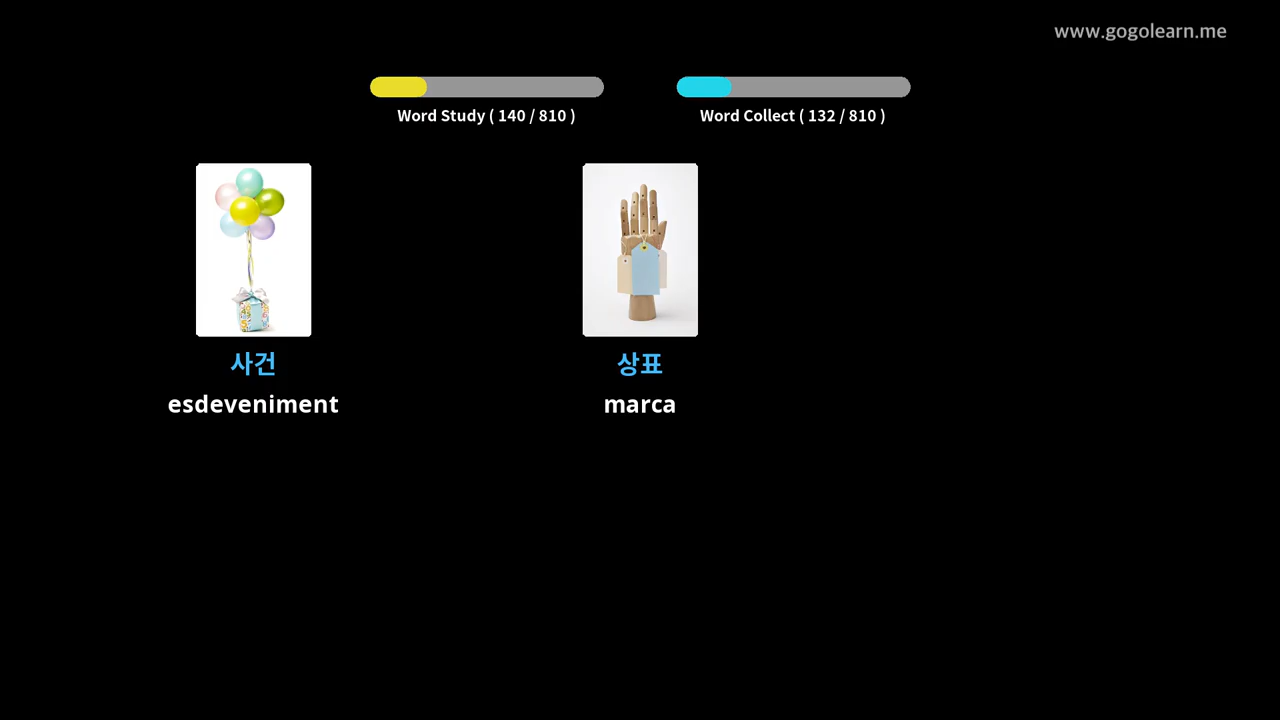 www.gogolearn.me
Word Study ( 140 / 810 )
Word Collect ( 132 / 810 )
사건
esdeveniment
상표
marca